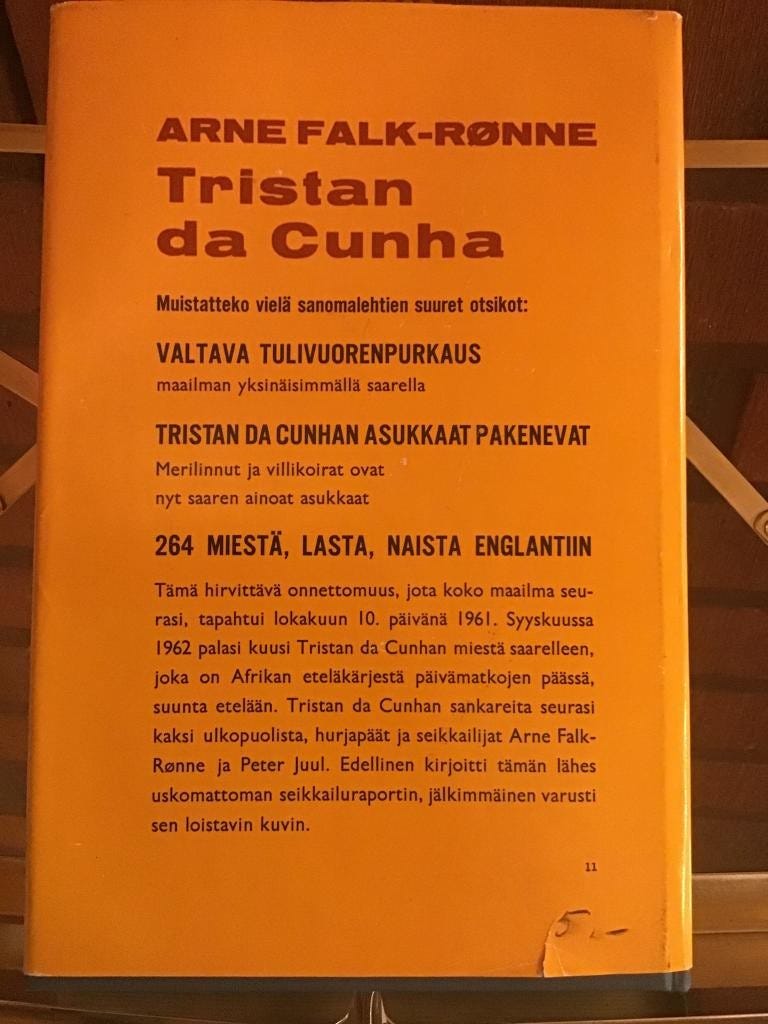 ARNE FALK-RØNNE
Tristan
da Cunha
Muistatteko vielä sanomalehtien suuret otsikot:
VALTAVA TULIVUORENPURKAUS
maailman yksinäisimmällä saarella
TRISTAN DA CUNHAN ASUKKAAT PAKENEVAT
Merilinnut ja villikoirat ovat
nyt saaren ainoat asukkaat
264 MIESTÄ, LASTA, NAISTA ENGLANTIIN
Tämä hirvittävä onnettomuus, jota koko maailma seu-
rasi, tapahtui lokakuun 10. päivänä 1961. Syyskuussa
1962 palasi kuusi Tristan da Cunhan miestä saarelleen,
joka on Afrikan eteläkärjestä päivämatkojen päässä,
suunta etelään. Tristan da Cunhan sankareita seurasi
kaksi ulkopuolista, hurjapäät ja seikkailijat Arne Falk-
Rønne ja Peter Juul. Edellinen kirjoitti tämän lähes
uskomattoman seikkailuraportin, jälkimmäinen varusti
sen loistavin kuvin.
11
5.-